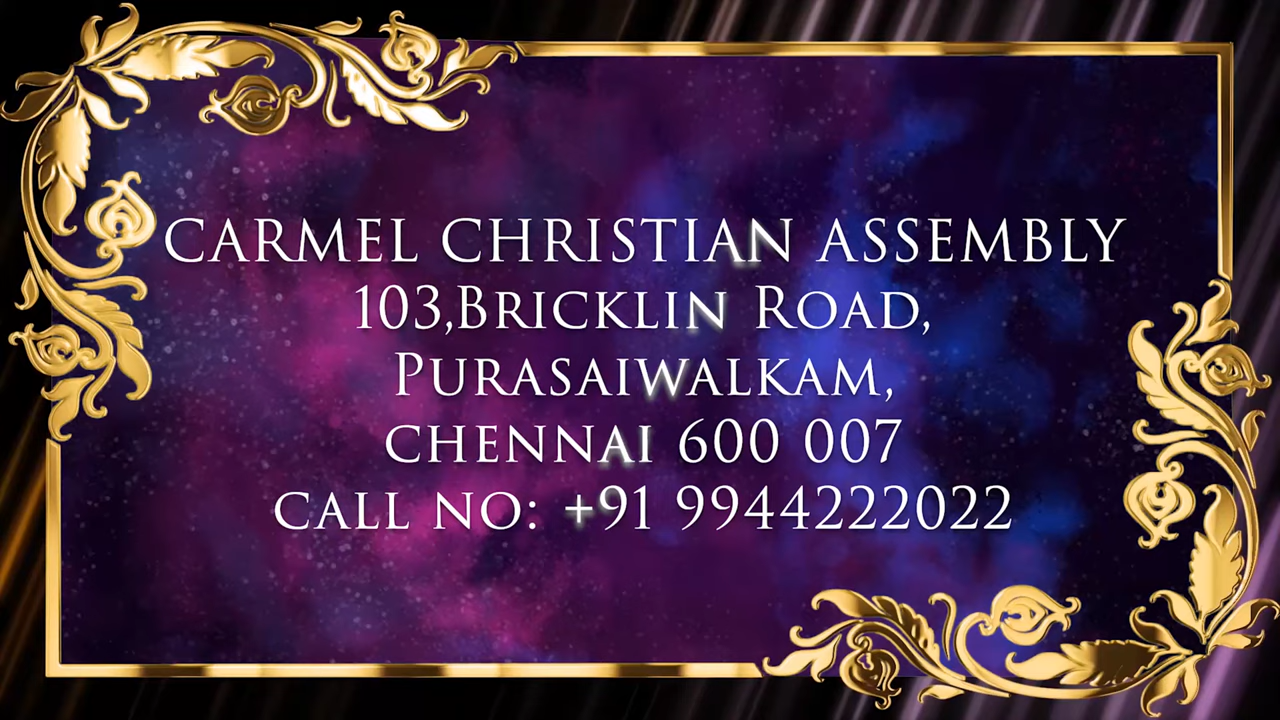 CARMEL CHRISTIAN ASSEMBLY
103,BRICKLIN ROAD,
PURASAIWALKAM,
CHENNAI 600 007
CALL NO: +91 9944222022